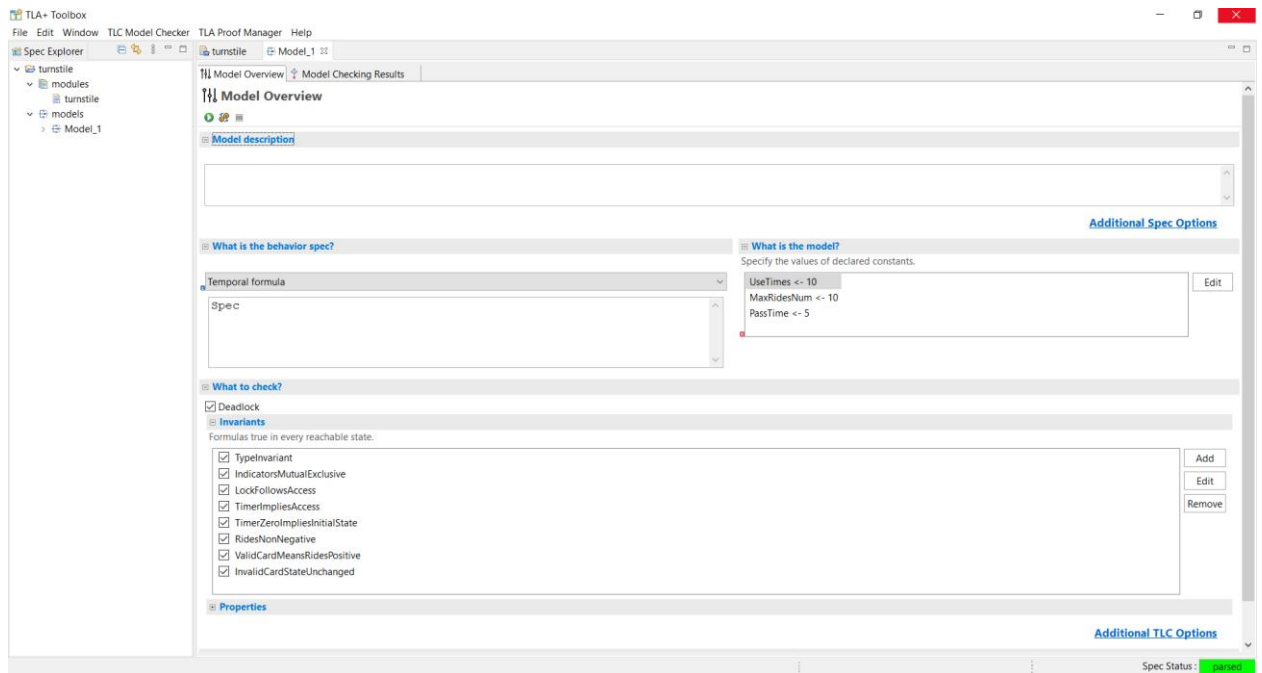 TLA+ Toolbox
File Edit Window TLC Model Checker TLA Proof Manager Help
Spec Explorer
turnstile
Model_1
turnstile
modules
turnstile
models
Model_1
Model Overview
Model Checking Results
Model Overview
Model description
Additional Spec Options
What is the behavior spec?
Temporal formula
Spec
What is the model?
Specify the values of declared constants.
UseTimes <- 10
MaxRidesNum <- 10
PassTime <- 5
Edit
What to check?
Deadlock
Invariants
Formulas true in every reachable state.
TypeInvariant
IndicatorsMutualExclusive
LockFollowsAccess
TimerImpliesAccess
TimerZeroImpliesInitialState
RidesNonNegative
ValidCardMeansRidesPositive
InvalidCardStateUnchanged
Add
Edit
Remove
Properties
Additional TLC Options
Spec Status : parsed